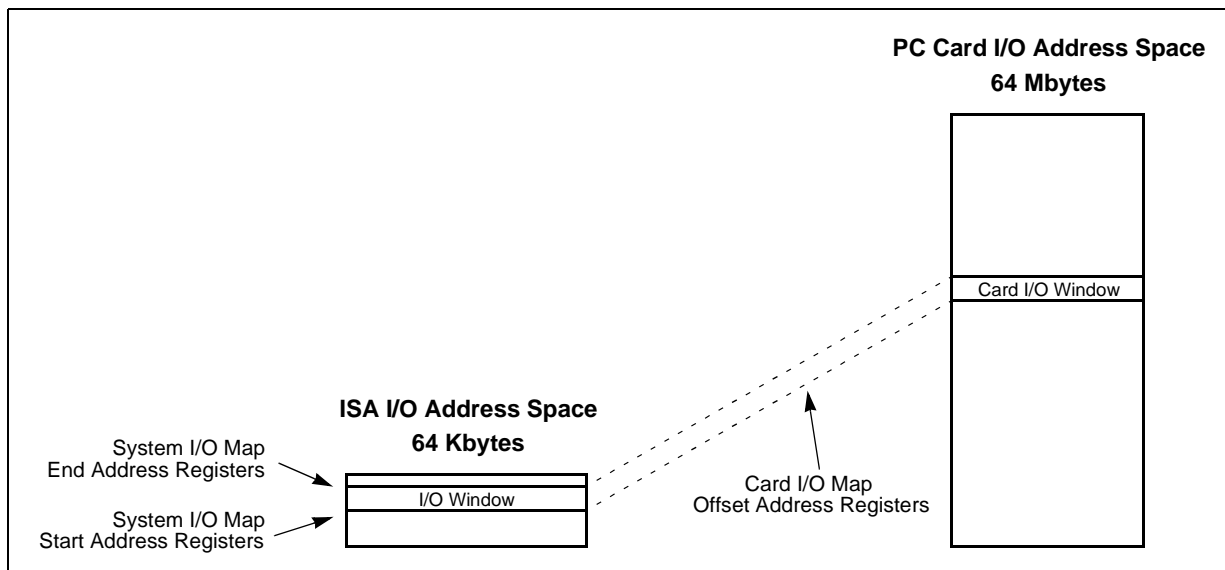 PC Card I/O Address Space
64 Mbytes
Card I/O Window
ISA I/O Address Space
64 Kbytes
System I/O Map
End Address Registers
I/O Window
System I/O Map
Start Address Registers
Card I/O Map
Offset Address Registers